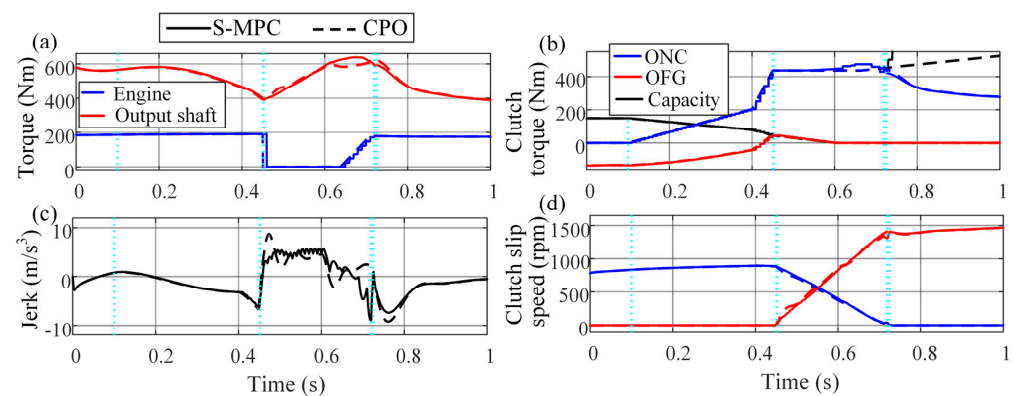 S-MPC CPO
(a)
Torque (Nm)
600
400
200
0
Engine
Output shaft
0 0.2 0.4 0.6 0.8 1
(b)
Clutch
torque (Nm)
400
200
0
ONC
OFG
Capacity
0 0.2 0.4 0.6 0.8 1
(c)
Jerk (m/s³)
10
0
-10
0 0.2 0.4 0.6 0.8 1
Time (s)
(d)
Clutch slip
speed (rpm)
1500
1000
500
0
0 0.2 0.4 0.6 0.8 1
Time (s)